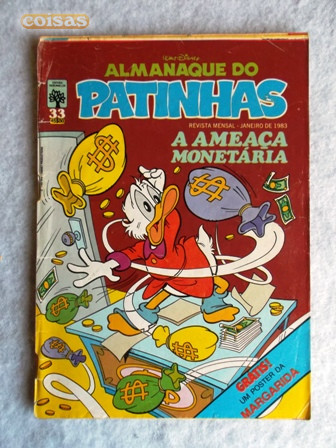 coisas
WALT DISNEY
ALMANAQUE DO
PATINHAS
33
REVISTA MENSAL - JANEIRO DE 1983
A AMEAÇA
MONETÁRIA
GRÁTIS!
UM POSTER DA
MARGARIDA